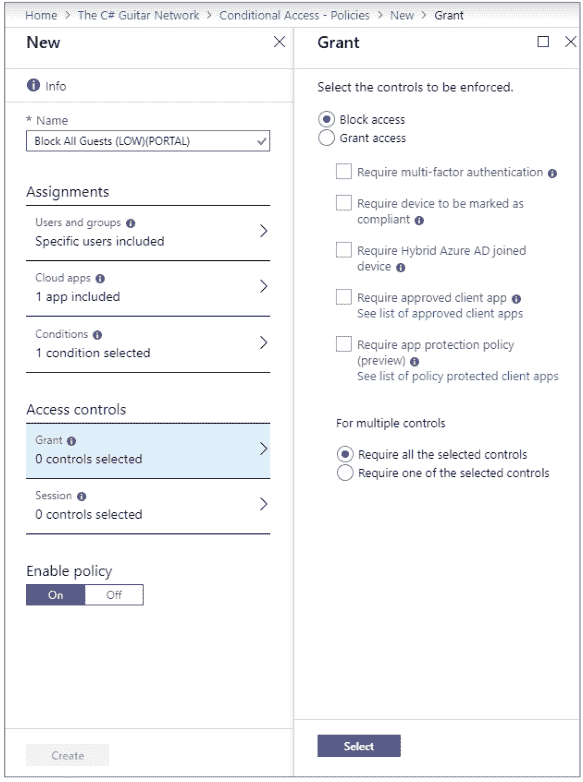 Home > The C# Guitar Network > Conditional Access - Policies > New > Grant
New
Info
* Name
Block All Guests (LOW)(PORTAL)
Assignments
Users and groups
Specific users included
Cloud apps
1 app included
Conditions
1 condition selected
Access controls
Grant
0 controls selected
Session
0 controls selected
Enable policy
On Off
Create
Grant
Select the controls to be enforced.
Block access
Grant access
Require multi-factor authentication
Require device to be marked as
compliant
Require Hybrid Azure AD joined
device
Require approved client app
See list of approved client apps
Require app protection policy
(preview)
See list of policy protected client apps
For multiple controls
Require all the selected controls
Require one of the selected controls
Select